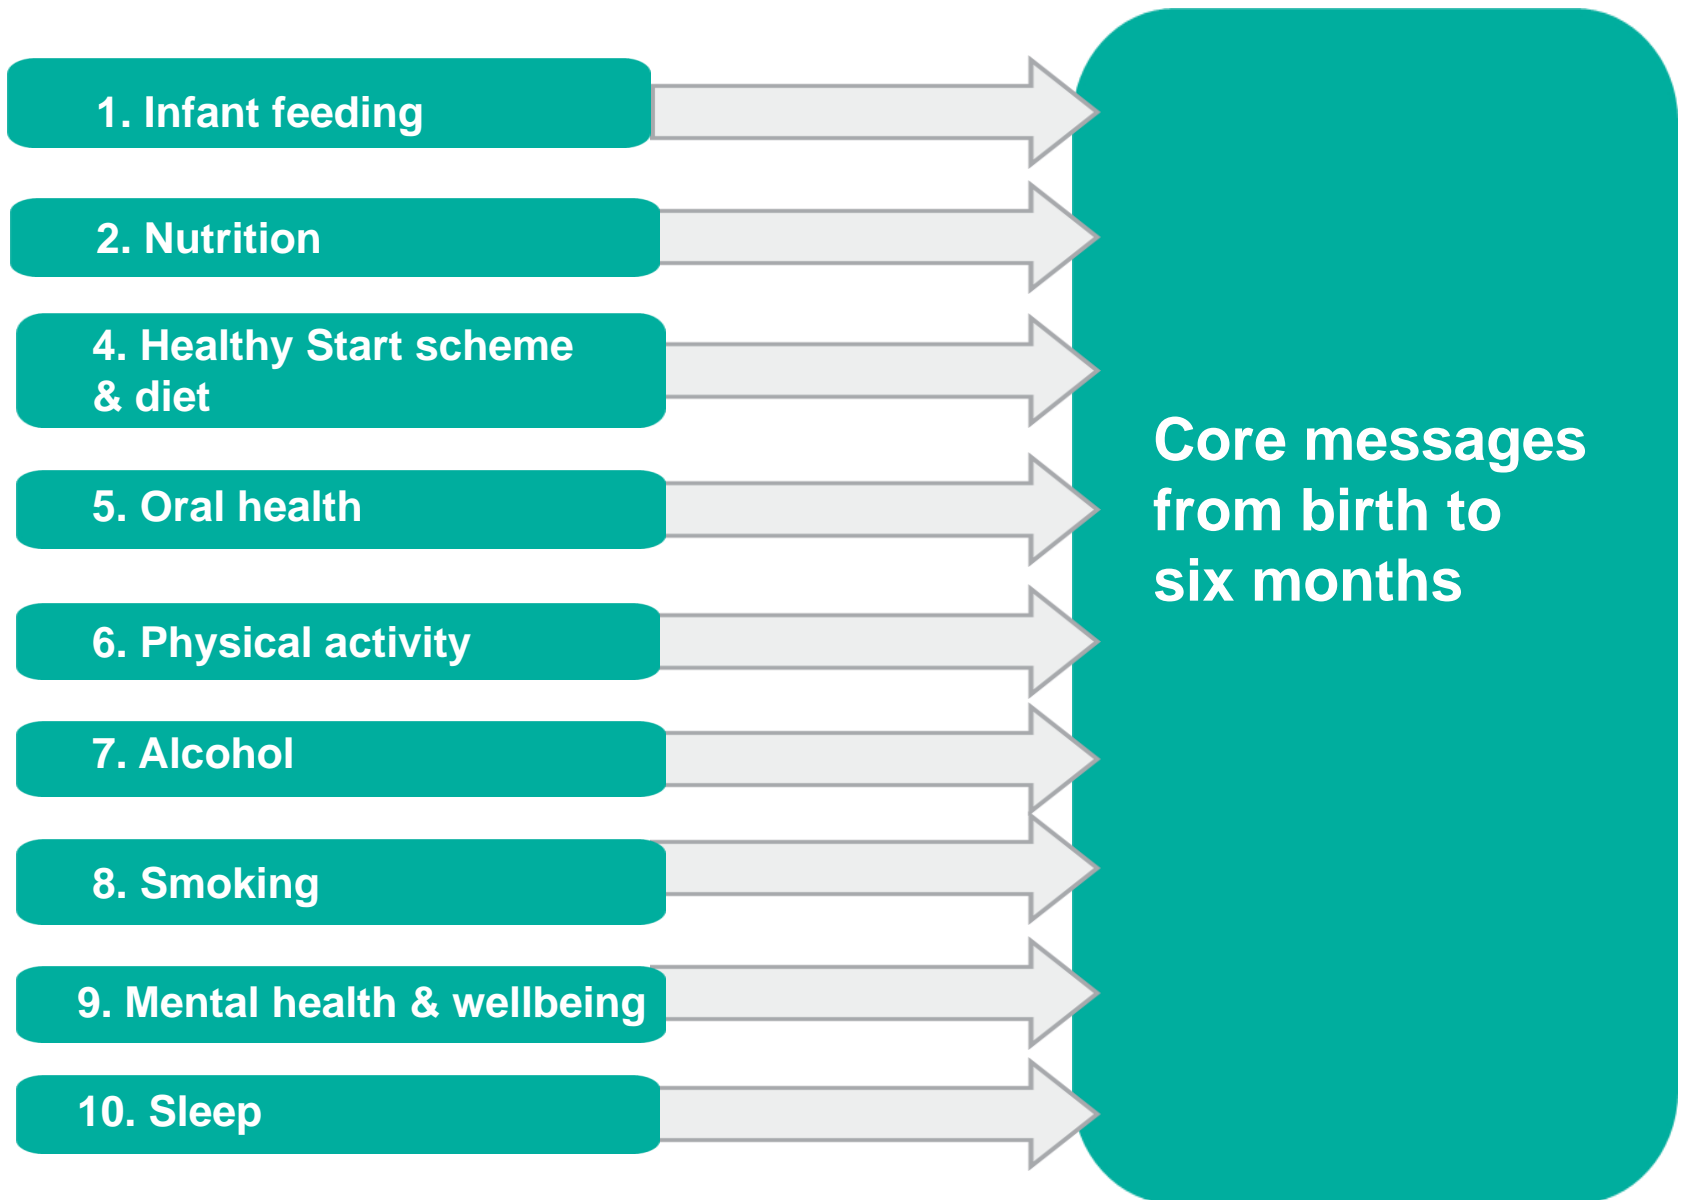 1. Infant feeding
2. Nutrition
4. Healthy Start scheme
& diet
5. Oral health
6. Physical activity
7. Alcohol
8. Smoking
9. Mental health & wellbeing
10. Sleep
Core messages
from birth to
six months